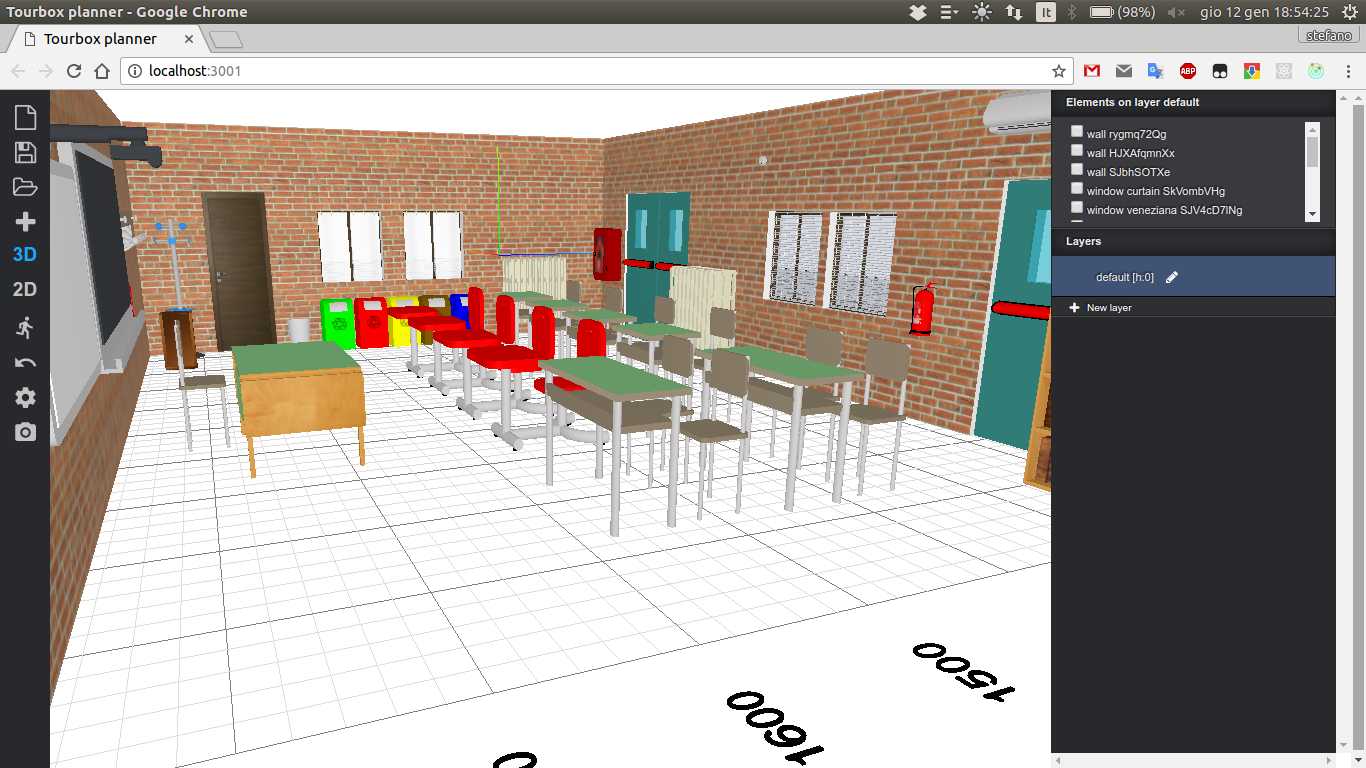 Tourbox planner - Google Chrome
It
(98%)
gio 12 gen 18:54:25
Tourbox planner
stefano
localhost:3001
ABP
3D
2D
Elements on layer default
wall rygmq72Qg
wall HJXAfqmnXx
wall SJbhSOTXe
window curtain SkVombVHg
window veneziana SJV4cD7lNg
Layers
default [h:0]
New layer
1500
1600